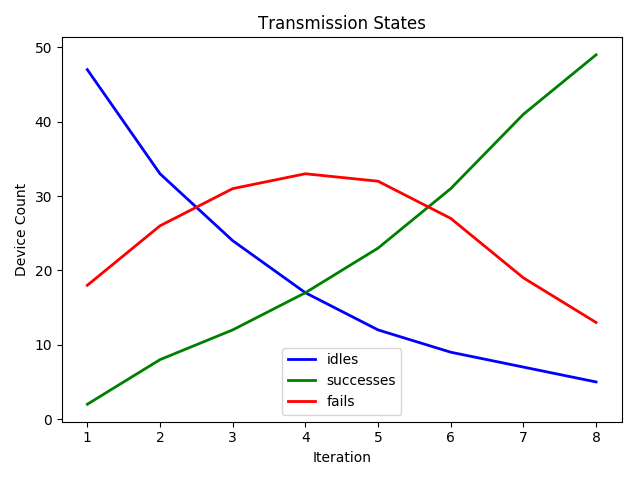 Transmission States
Device Count
50
40
30
20
10
0
1 2 3 4 5 6 7 8
Iteration
idles
successes
fails